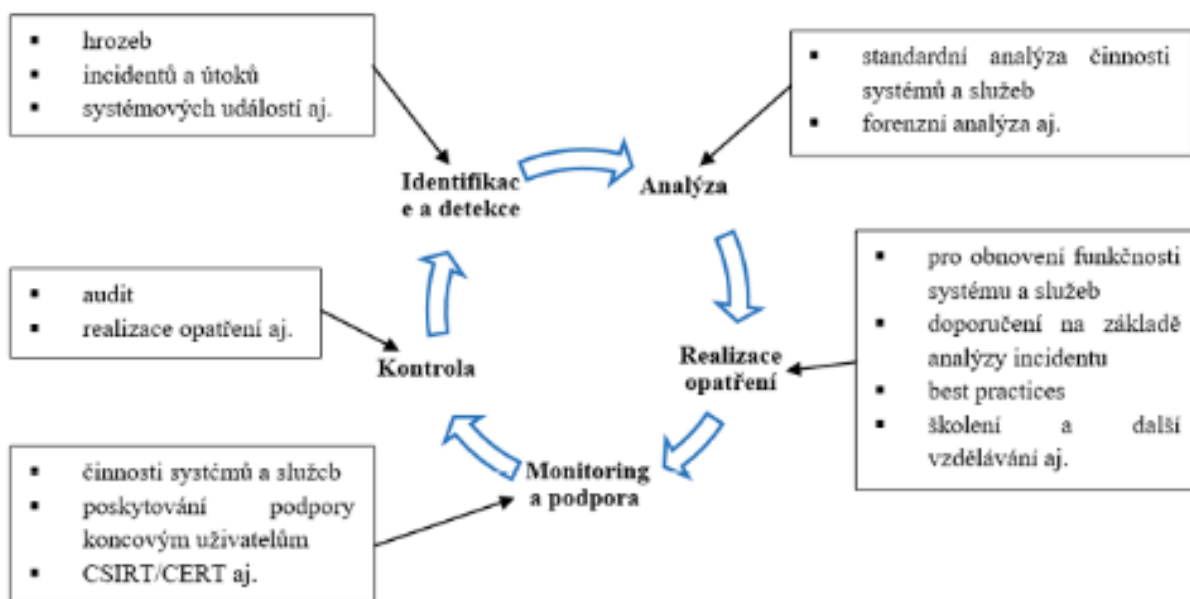 ▪ hrozeb
▪ incidentů a útoků
▪ systémových událostí aj.
▪ standardní analýza činnosti
systémů a služeb
▪ forenzní analýza aj.
Identifikac
e a detekce
Analýza
▪ audit
▪ realizace opatření aj.
▪ pro obnovení funkčnosti
systému a služeb
▪ doporučení na základě
analýzy incidentu
▪ best practices
▪ školení a další
vzdělávání aj.
Kontrola
Realizace
opatření
▪ činnosti systémů a služeb
▪ poskytování podpory
koncovým uživatelům
▪ CSIRT/CERT aj.
Monitoring
a podpora